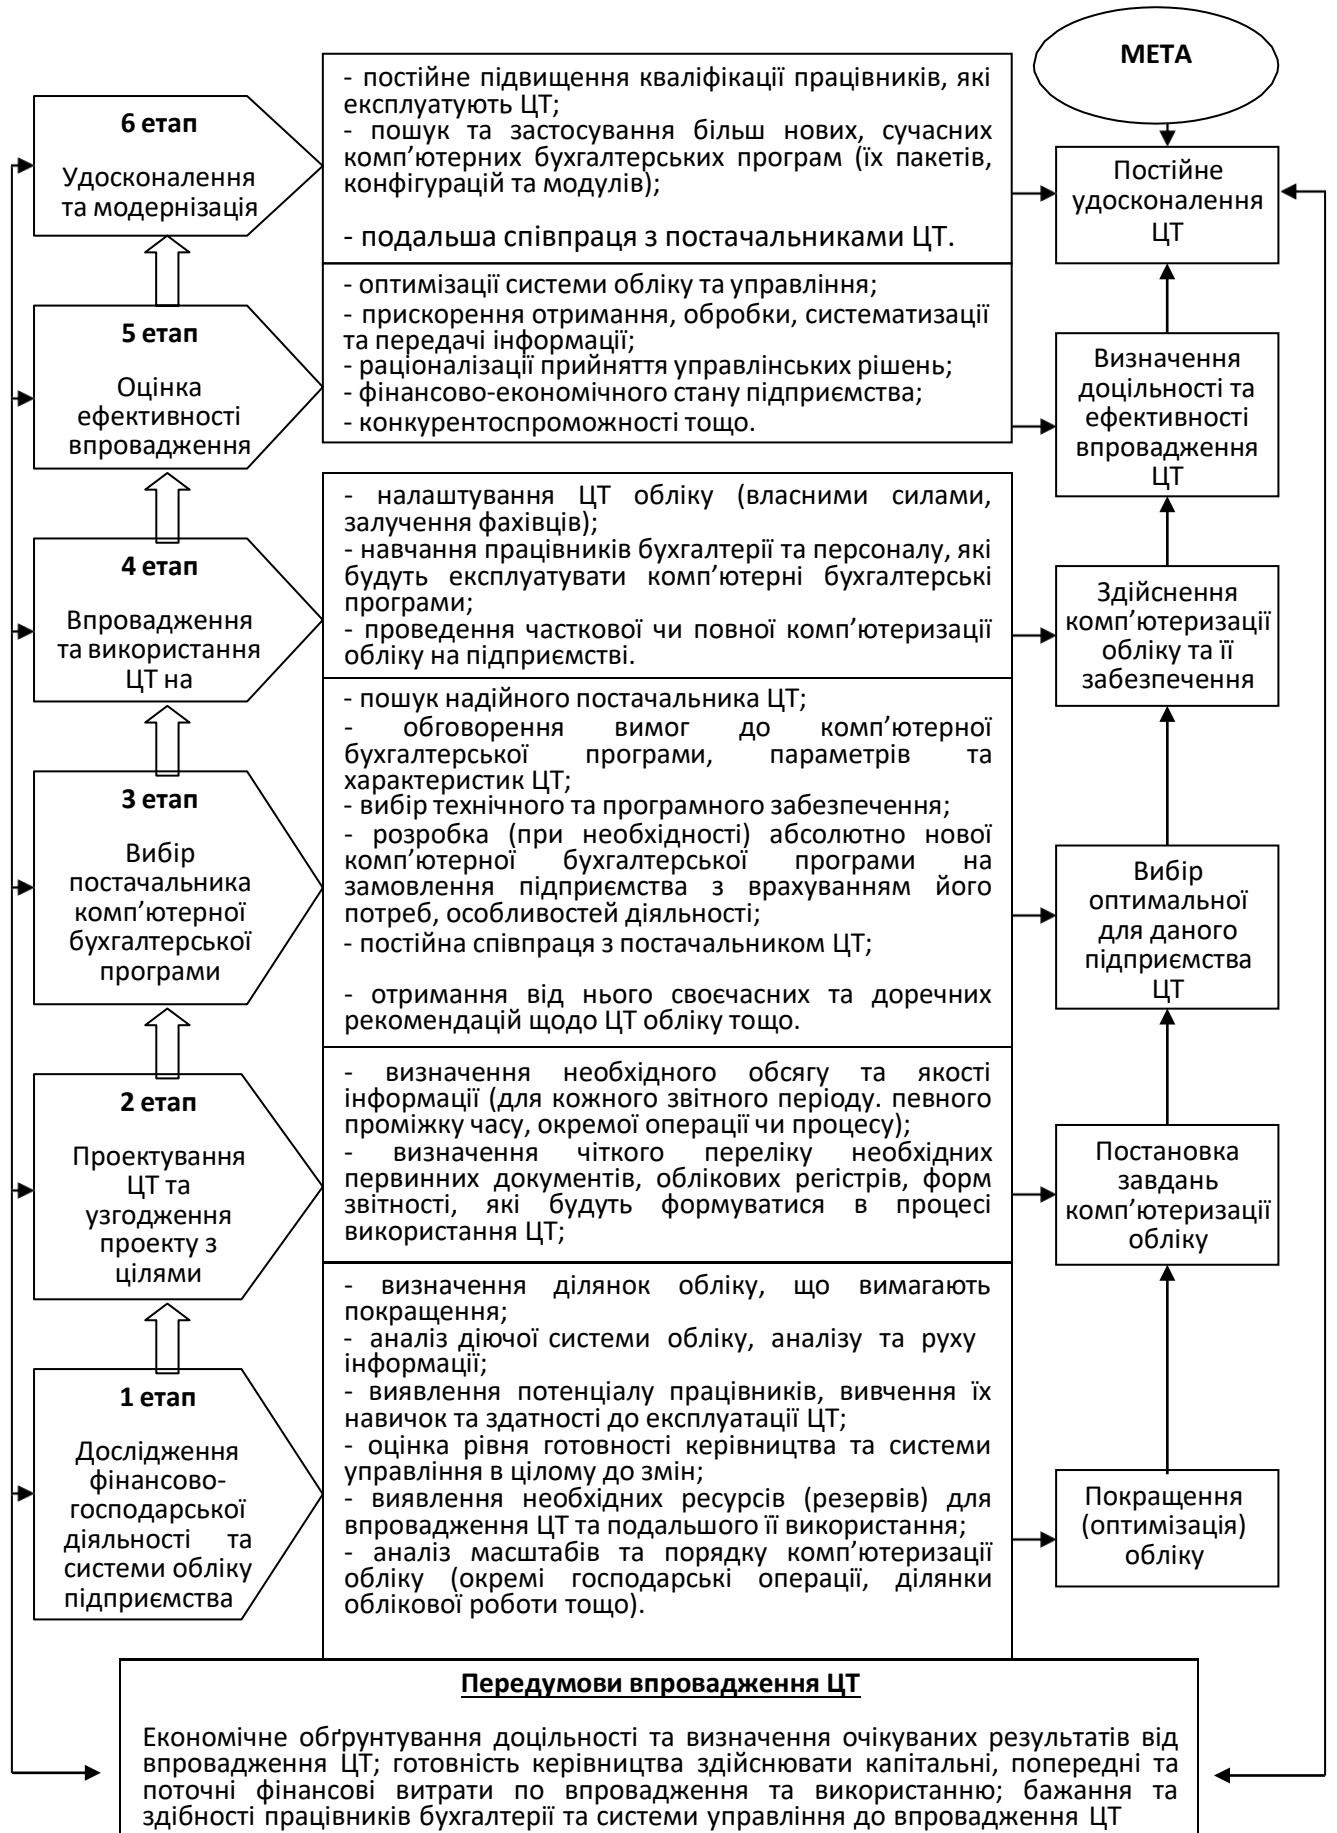 МЕТА
6 етап
Удосконалення
та модернізація
- постійне підвищення кваліфікації працівників, які
експлуатують ЦТ;
- пошук та застосування більш нових, сучасних
комп’ютерних бухгалтерських програм (їх пакетів,
конфігурацій та модулів);
- подальша співпраця з постачальниками ЦТ.
Постійне
удосконалення
ЦТ
5 етап
Оцінка
ефективності
впровадження
- оптимізації системи обліку та управління;
- прискорення отримання, обробки, систематизації
та передачі інформації;
- раціоналізації прийняття управлінських рішень;
- фінансово-економічного стану підприємства;
- конкурентоспроможності тощо.
Визначення
доцільності та
ефективності
впровадження
ЦТ
4 етап
Впровадження
та використання
ЦТ на
- налаштування ЦТ обліку (власними силами,
залучення фахівців);
- навчання працівників бухгалтерії та персоналу, які
будуть експлуатувати комп’ютерні бухгалтерські
програми;
- проведення часткової чи повної комп’ютеризації
обліку на підприємстві.
Здійснення
комп’ютеризації
обліку та її
забезпечення
3 етап
Вибір
постачальника
комп’ютерної
бухгалтерської
програми
- пошук надійного постачальника ЦТ;
- обговорення вимог до комп’ютерної
бухгалтерської програми, параметрів та
характеристик ЦТ;
- вибір технічного та програмного забезпечення;
- розробка (при необхідності) абсолютно нової
комп’ютерної бухгалтерської програми на
замовлення підприємства з врахуванням його
потреб, особливостей діяльності;
- постійна співпраця з постачальником ЦТ;
- отримання від нього своєчасних та доречних
рекомендацій щодо ЦТ обліку тощо.
Вибір
оптимальної
для даного
підприємства
ЦТ
2 етап
Проектування
ЦТ та
узгодження
проекту з
цілями
- визначення необхідного обсягу та якості
інформації (для кожного звітного періоду. певного
проміжку часу, окремої операції чи процесу);
- визначення чіткого переліку необхідних
первинних документів, облікових регістрів, форм
звітності, які будуть формуватися в процесі
використання ЦТ;
Постановка
завдань
комп’ютеризації
обліку
1 етап
Дослідження
фінансово-
господарської
діяльності та
системи обліку
підприємства
- визначення ділянок обліку, що вимагають
покращення;
- аналіз діючої системи обліку, аналізу та руху
інформації;
- виявлення потенціалу працівників, вивчення їх
навичок та здатності до експлуатації ЦТ;
- оцінка рівня готовності керівництва та системи
управління в цілому до змін;
- виявлення необхідних ресурсів (резервів) для
впровадження ЦТ та подальшого її використання;
- аналіз масштабів та порядку комп’ютеризації
обліку (окремі господарські операції, ділянки
облікової роботи тощо).
Покращення
(оптимізація)
обліку
Передумови впровадження ЦТ
Економічне обґрунтування доцільності та визначення очікуваних результатів від
впровадження ЦТ; готовність керівництва здійснювати капітальні, попередні та
поточні фінансові витрати по впровадження та використанню; бажання та
здібності працівників бухгалтерії та системи управління до впровадження ЦТ